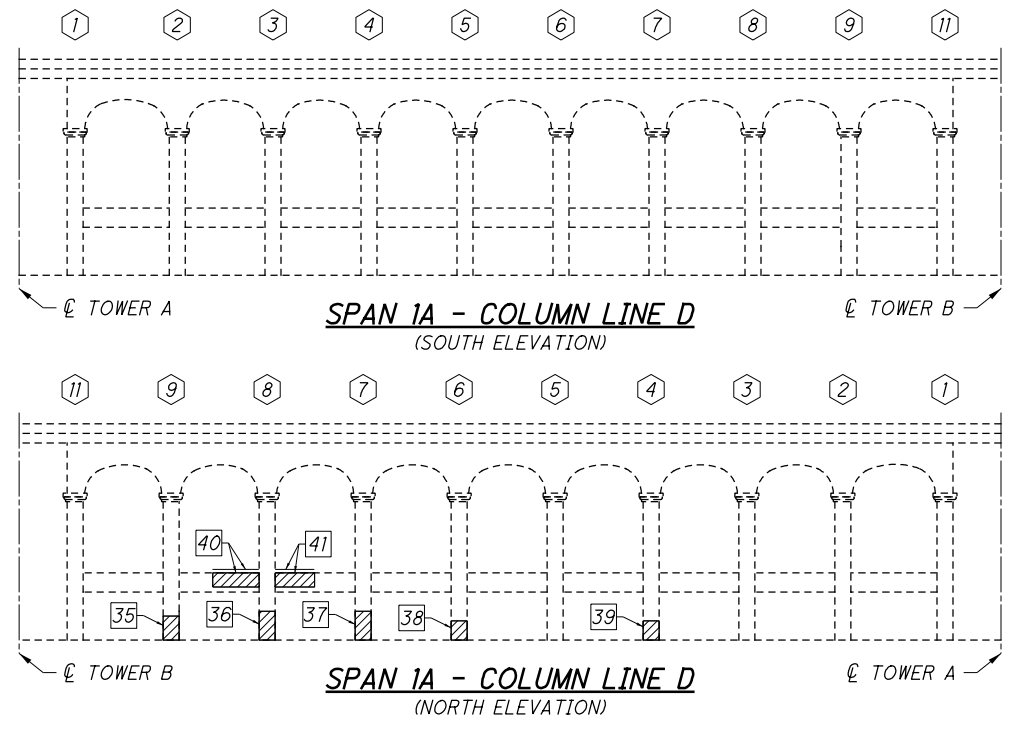 1 2 3 4 5 6 7 8 9 11
℄ TOWER A
℄ TOWER B
SPAN 1A - COLUMN LINE D
(SOUTH ELEVATION)
11 9 8 7 6 5 4 3 2 1
40 41
35 36 37 38 39
℄ TOWER B
℄ TOWER A
SPAN 1A - COLUMN LINE D
(NORTH ELEVATION)